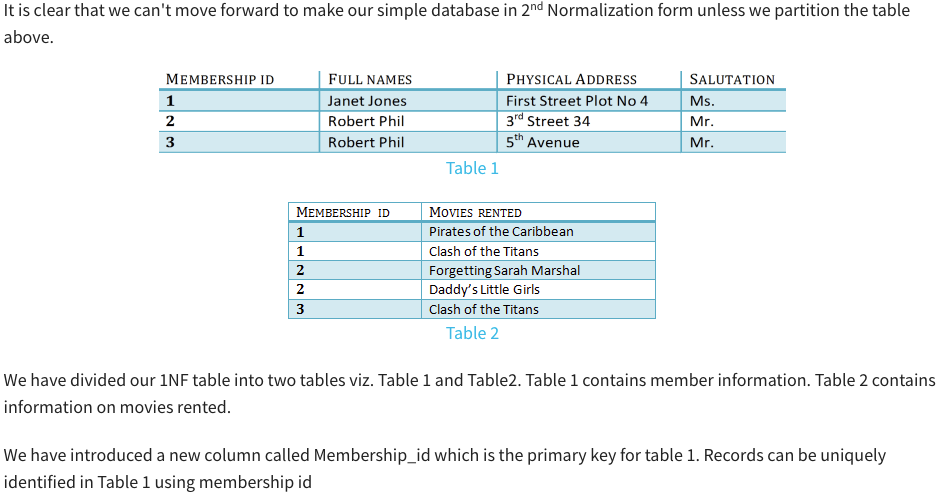 It is clear that we can't move forward to make our simple database in 2nd Normalization form unless we partition the table
above.
MEMBERSHIP ID FULL NAMES PHYSICAL ADDRESS SALUTATION
1 Janet Jones First Street Plot No 4 Ms.
2 Robert Phil 3rd Street 34 Mr.
3 Robert Phil 5th Avenue Mr.
Table 1
MEMBERSHIP ID MOVIES RENTED
1 Pirates of the Caribbean
1 Clash of the Titans
2 Forgetting Sarah Marshal
2 Daddy's Little Girls
3 Clash of the Titans
Table 2
We have divided our 1NF table into two tables viz. Table 1 and Table2. Table 1 contains member information. Table 2 contains
information on movies rented.
We have introduced a new column called Membership_id which is the primary key for table 1. Records can be uniquely
identified in Table 1 using membership id